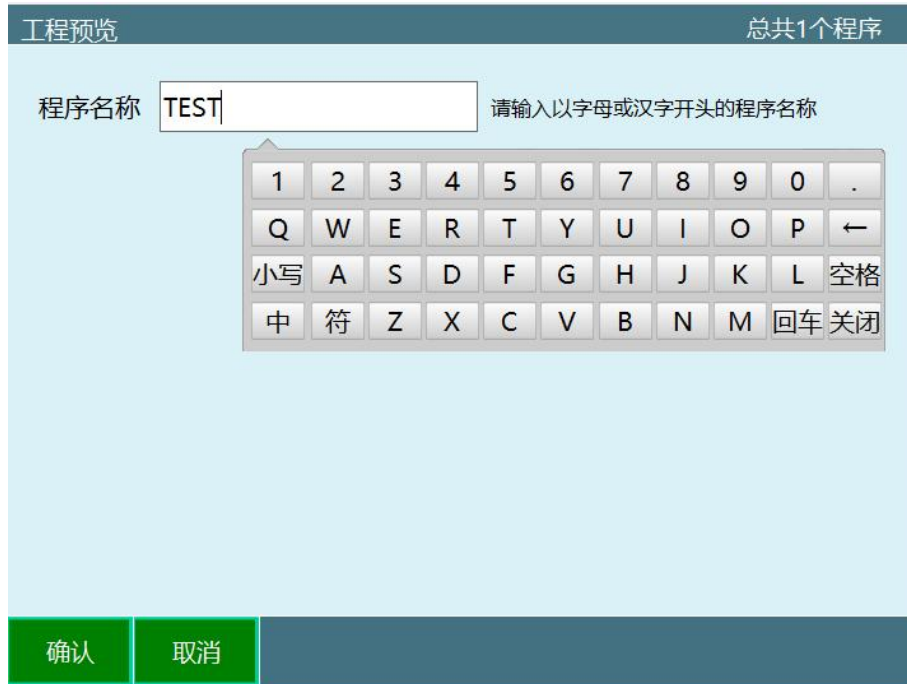 工程预览 总共1个程序
程序名称 TEST 请输入以字母或汉字开头的程序名称
1 2 3 4 5 6 7 8 9 0 .
Q W E R T Y U I O P ←
小写 A S D F G H J K L 空格
中 符 Z X C V B N M 回车 关闭
确认 取消